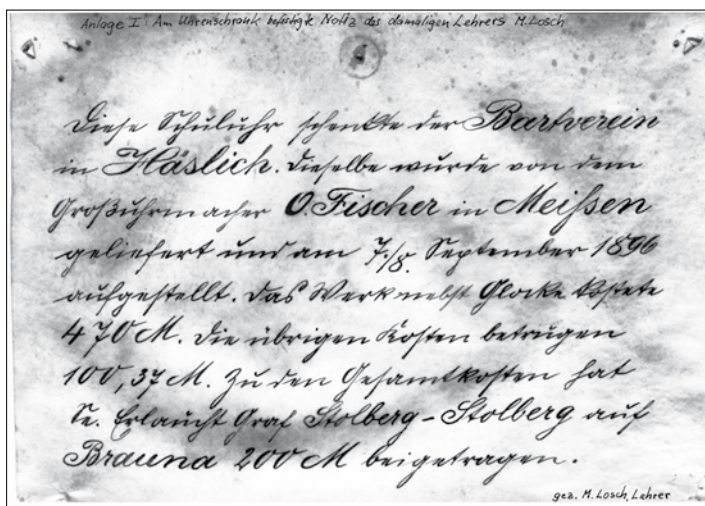 Anlage I: Am Uhrenschrank befestigte Notiz des damaligen Lehrers M. Losch
Diese Schuluhr schenkte der Bartverein
in Häslich. Dieselbe wurde von dem
Großuhrmacher O. Fischer in Meißen
geliefert und am 7./8. September 1896
aufgestellt. Das Werk nebst Glocke kostete
470 M. Die übrigen Kosten betrugen
100,37 M. Zu den Gesamtkosten hat
Se. Erlaucht Graf Stolberg-Stolberg auf
Brauna 200 M beigetragen.
gez. M. Losch, Lehrer